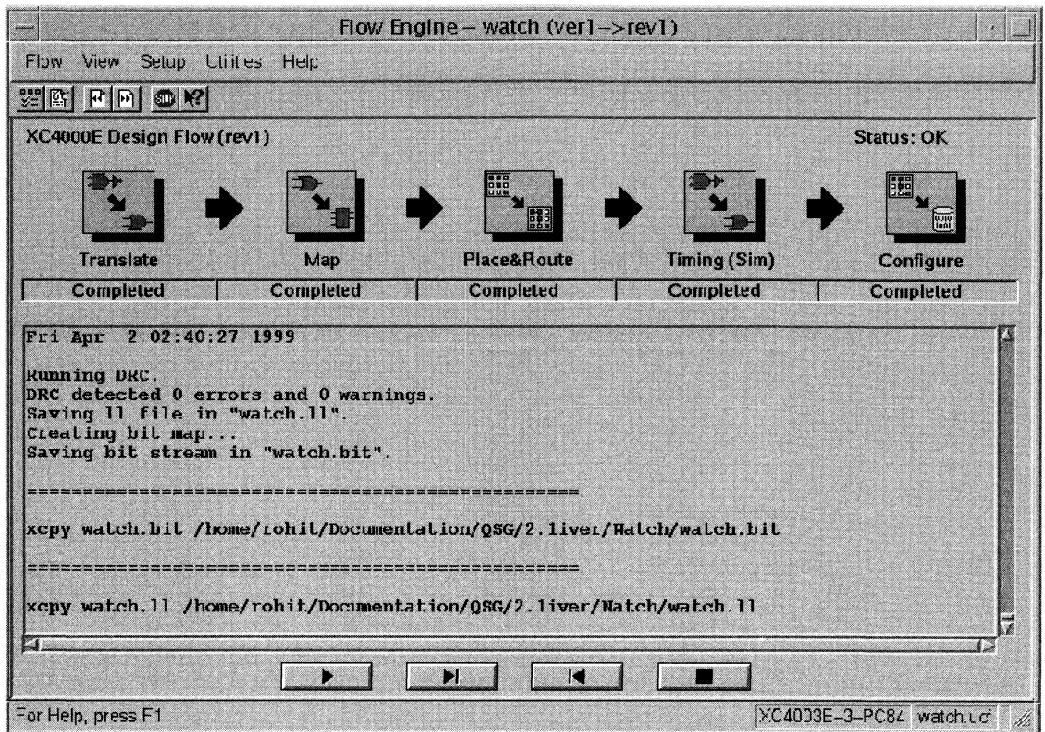 Flow Engine – watch (ver1->rev1)
Flow View Setup Utilities Help
XC4000E Design Flow (rev1) Status: OK
Translate Map Place&Route Timing (Sim) Configure
Completed Completed Completed Completed Completed
Fri Apr 2 02:40:27 1999
Running DRC.
DRC detected 0 errors and 0 warnings.
Saving ll file in "watch.ll".
Creating bit map...
Saving bit stream in "watch.bit".
==================================================
xcpy watch.bit /home/rohit/Documentation/QSG/2.1iver/Watch/watch.bit
==================================================
xcpy watch.ll /home/rohit/Documentation/QSG/2.1iver/Watch/watch.ll
For Help, press F1 XC4003E-3-PC84 watch.ucf